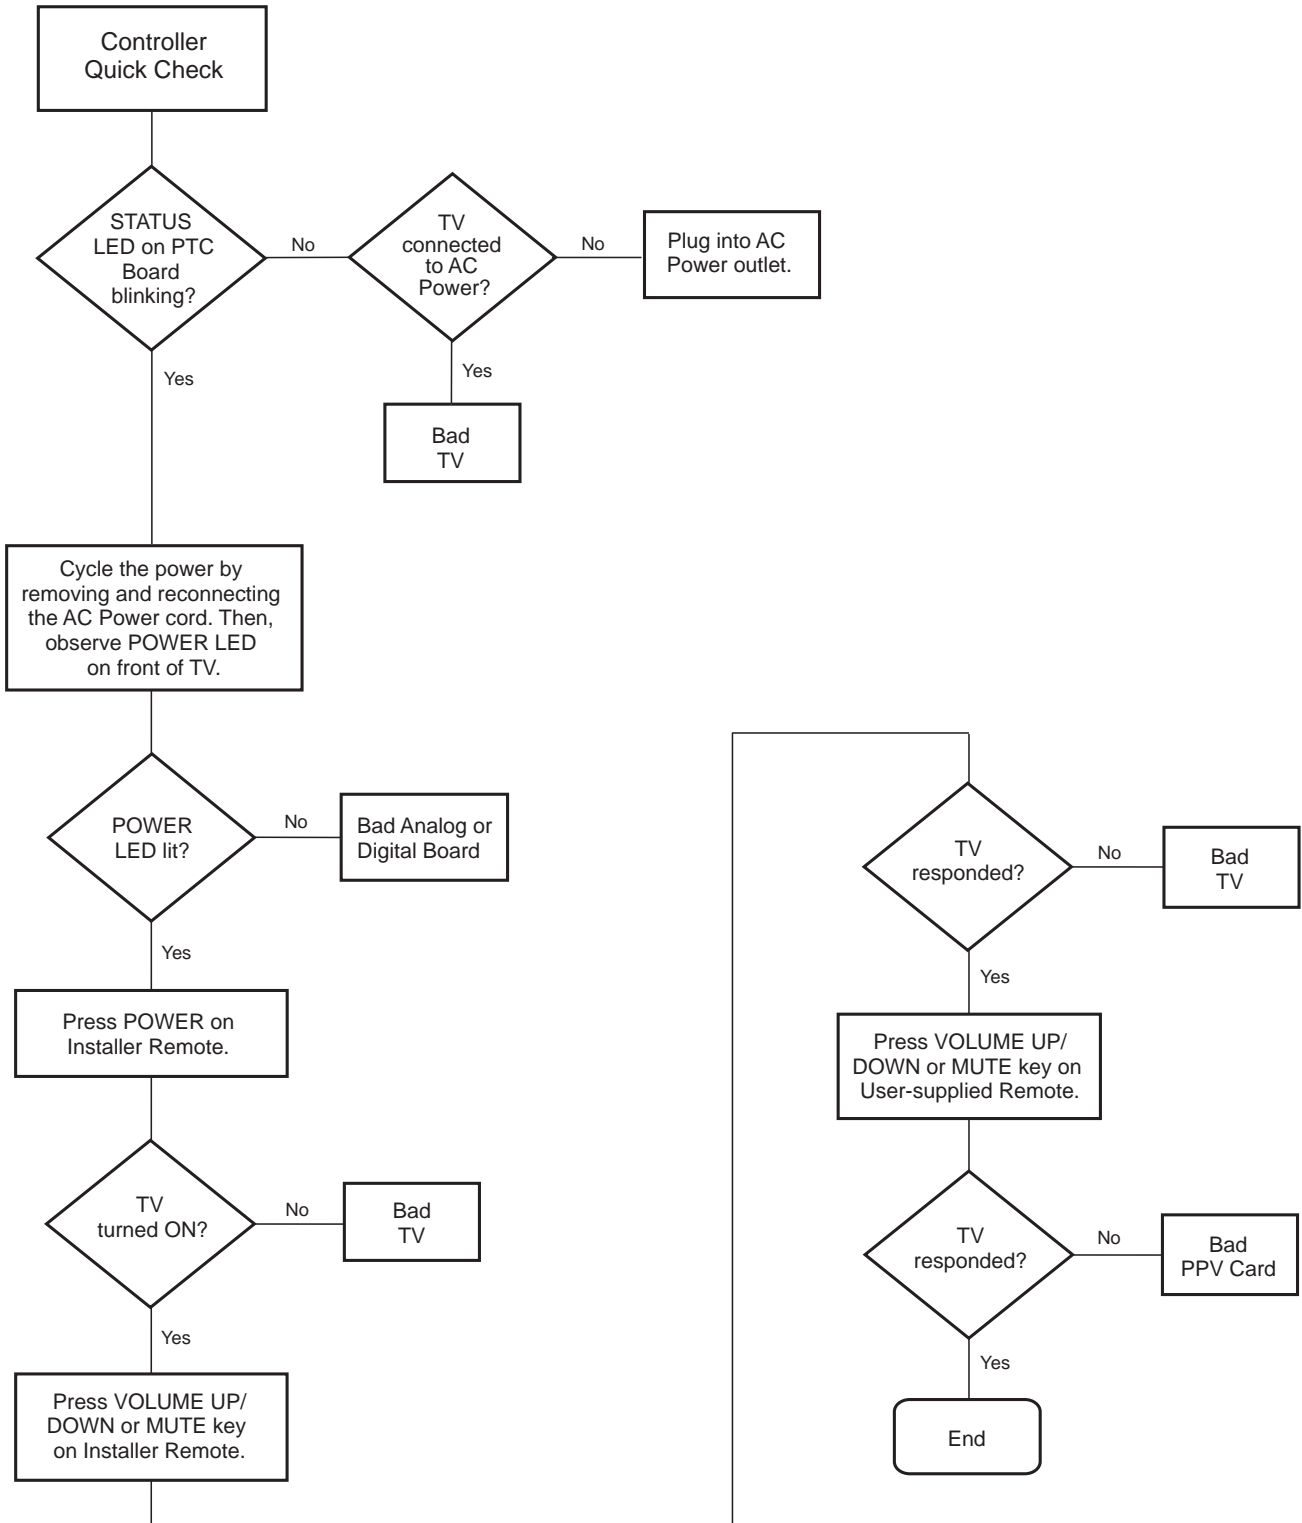 Controller
Quick Check
STATUS
LED on PTC
Board
blinking?
No
TV
connected
to AC
Power?
No
Plug into AC
Power outlet.
Yes
Bad
TV
Yes
Cycle the power by
removing and reconnecting
the AC Power cord. Then,
observe POWER LED
on front of TV.
POWER
LED lit?
No
Bad Analog or
Digital Board
Yes
Press POWER on
Installer Remote.
TV
turned ON?
No
Bad
TV
Yes
Press VOLUME UP/
DOWN or MUTE key
on Installer Remote.
TV
responded?
No
Bad
TV
Yes
Press VOLUME UP/
DOWN or MUTE key on
User-supplied Remote.
TV
responded?
No
Bad
PPV Card
Yes
End